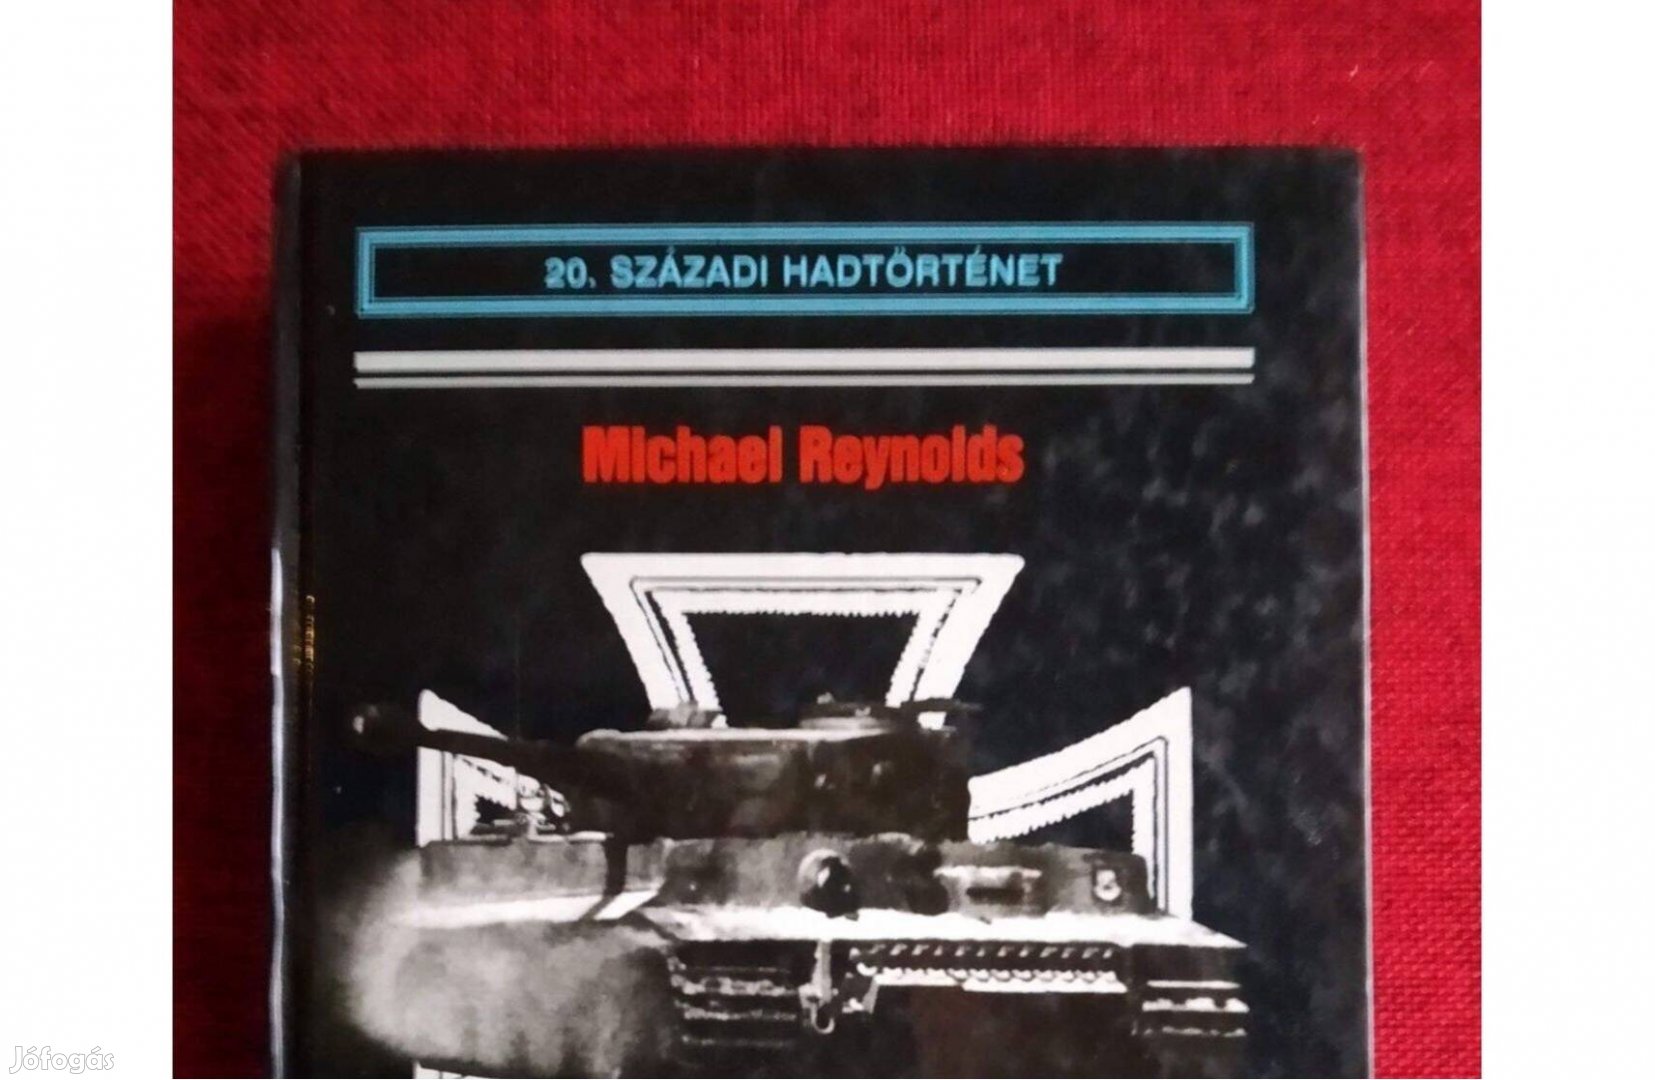 20. SZÁZADI HADTÖRTÉNET
Michael Reynolds
Jófogás